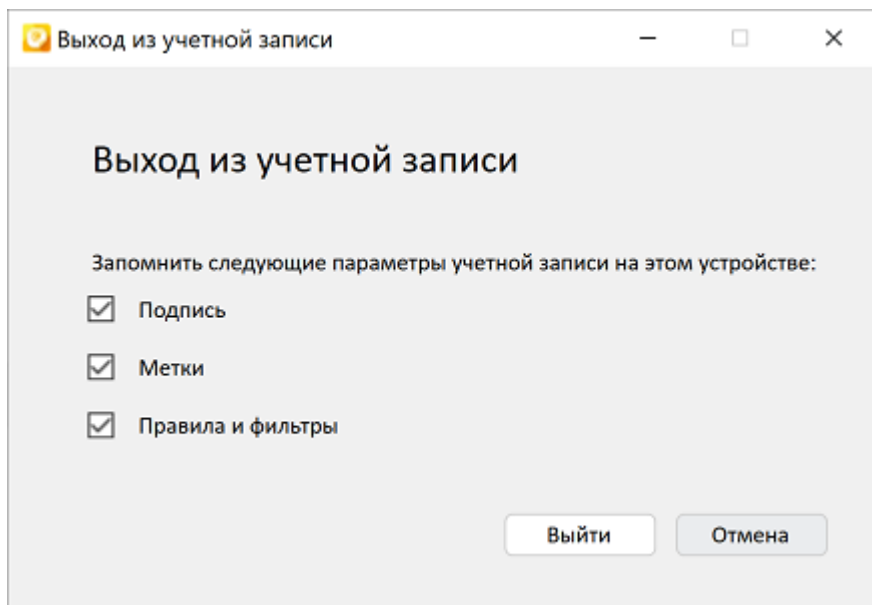 Выход из учетной записи
Выход из учетной записи
Запомнить следующие параметры учетной записи на этом устройстве:
Подпись
Метки
Правила и фильтры
Выйти Отмена